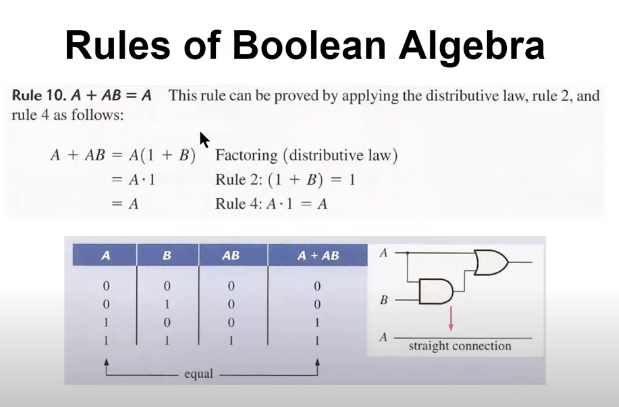 Rules of Boolean Algebra
Rule 10. A + AB = A This rule can be proved by applying the distributive law, rule 2, and
rule 4 as follows:
A + AB = A(1 + B) Factoring (distributive law)
= A·1 Rule 2: (1 + B) = 1
= A Rule 4: A·1 = A
A B AB A + AB
0 0 0 0
0 1 0 0
1 0 0 1
1 1 1 1
equal
A
B
A
straight connection